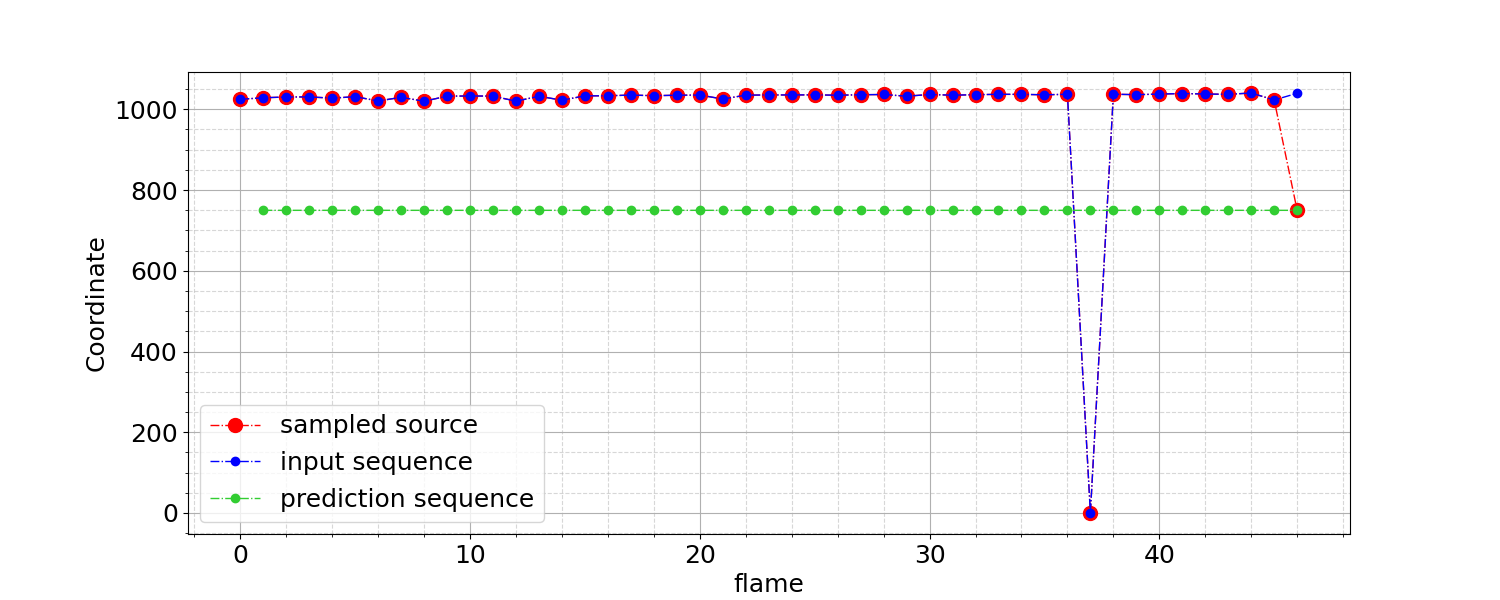 1000
800
600
400
200
0
Coordinate
sampled source
input sequence
prediction sequence
0 10 20 30 40
flame